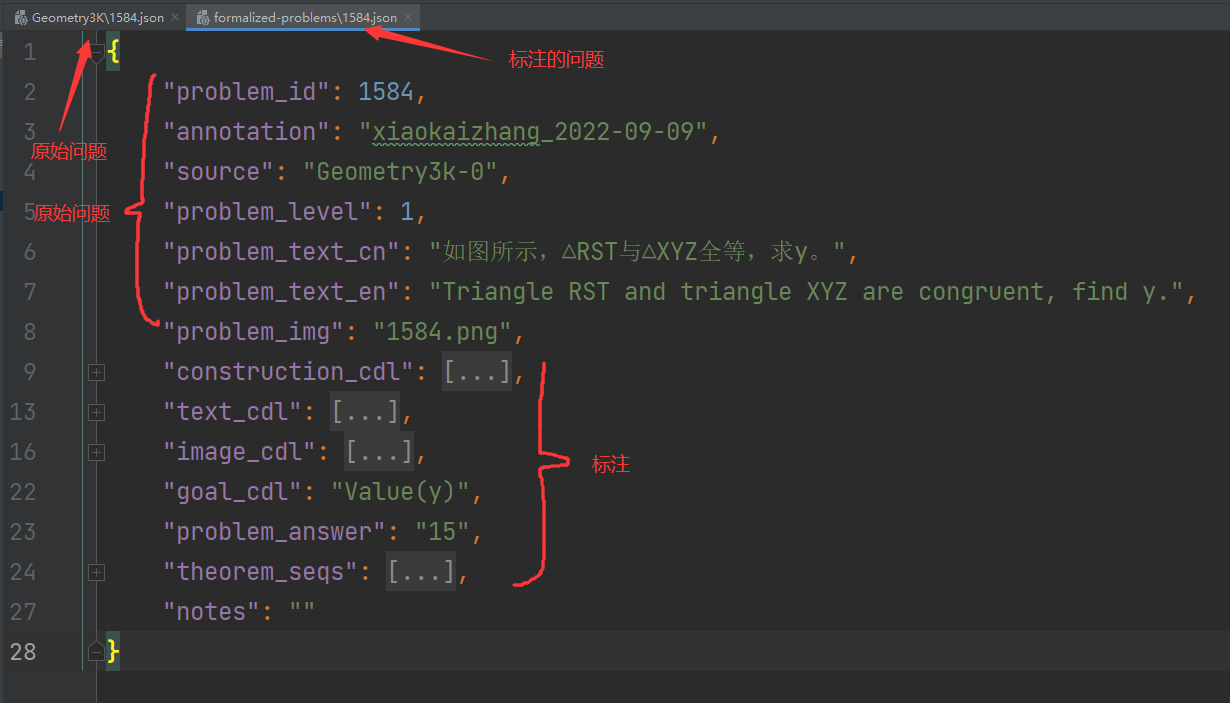 Geometry3K\1584.json × formalized-problems\1584.json ×
标注的问题
原始问题
原始问题
标注
1 {
2 "problem_id": 1584,
3 "annotation": "xiaokaizhang_2022-09-09",
4 "source": "Geometry3k-0",
5 "problem_level": 1,
6 "problem_text_cn": "如图所示，△RST与△XYZ全等，求y。",
7 "problem_text_en": "Triangle RST and triangle XYZ are congruent, find y.",
8 "problem_img": "1584.png",
9 "construction_cdl": [...],
13 "text_cdl": [...],
16 "image_cdl": [...],
22 "goal_cdl": "Value(y)",
23 "problem_answer": "15",
24 "theorem_seqs": [...],
27 "notes": ""
28 }